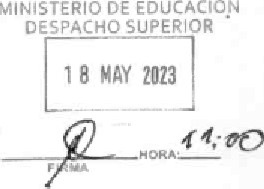 MINISTERIO DE EDUCACIÓN
DESPACHO SUPERIOR
18 MAY 2023
HORA: 11:00
FIRMA